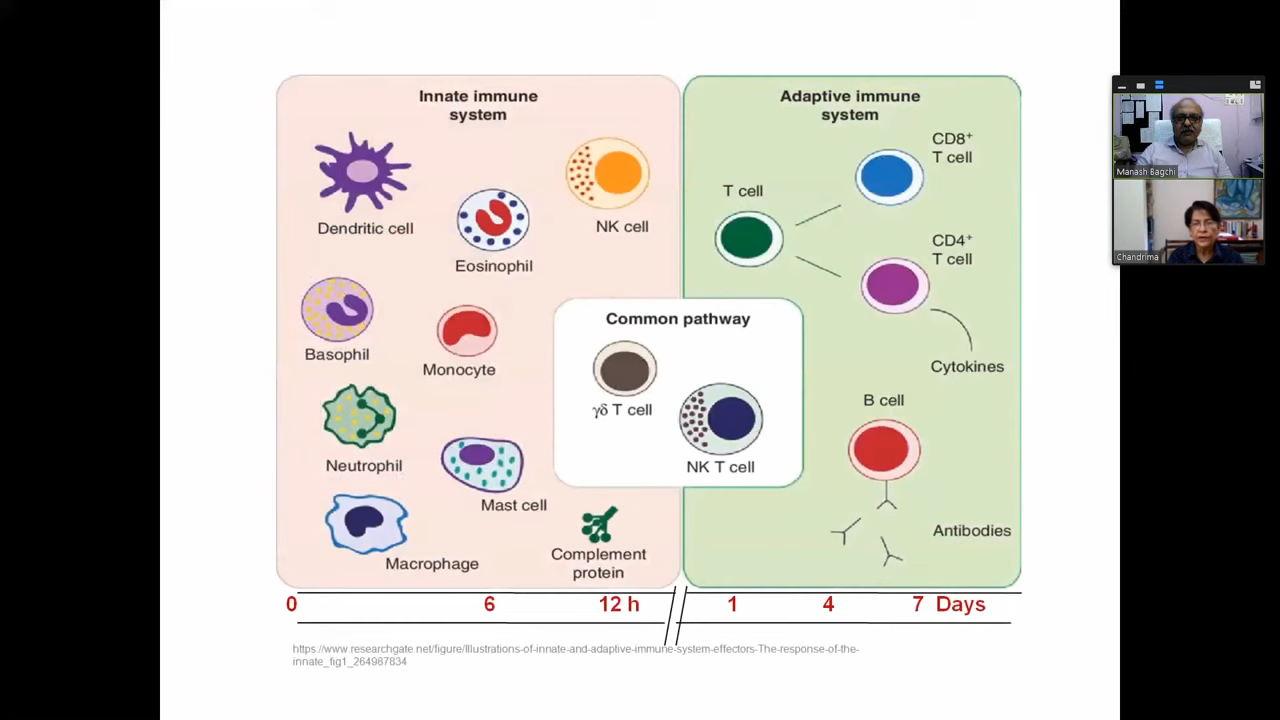 Innate immune
system
Dendritic cell
Eosinophil
NK cell
Basophil
Monocyte
Neutrophil
Mast cell
Macrophage
Complement
protein
Common pathway
γδ T cell
NK T cell
Adaptive immune
system
T cell
CD8⁺
T cell
CD4⁺
T cell
Cytokines
B cell
Antibodies
0 6 12 h 1 4 7 Days
https://www.researchgate.net/figure/Illustrations-of-innate-and-adaptive-immune-system-effectors-The-response-of-the-
innate_fig1_264987834
Manash Bagchi
Chandrima